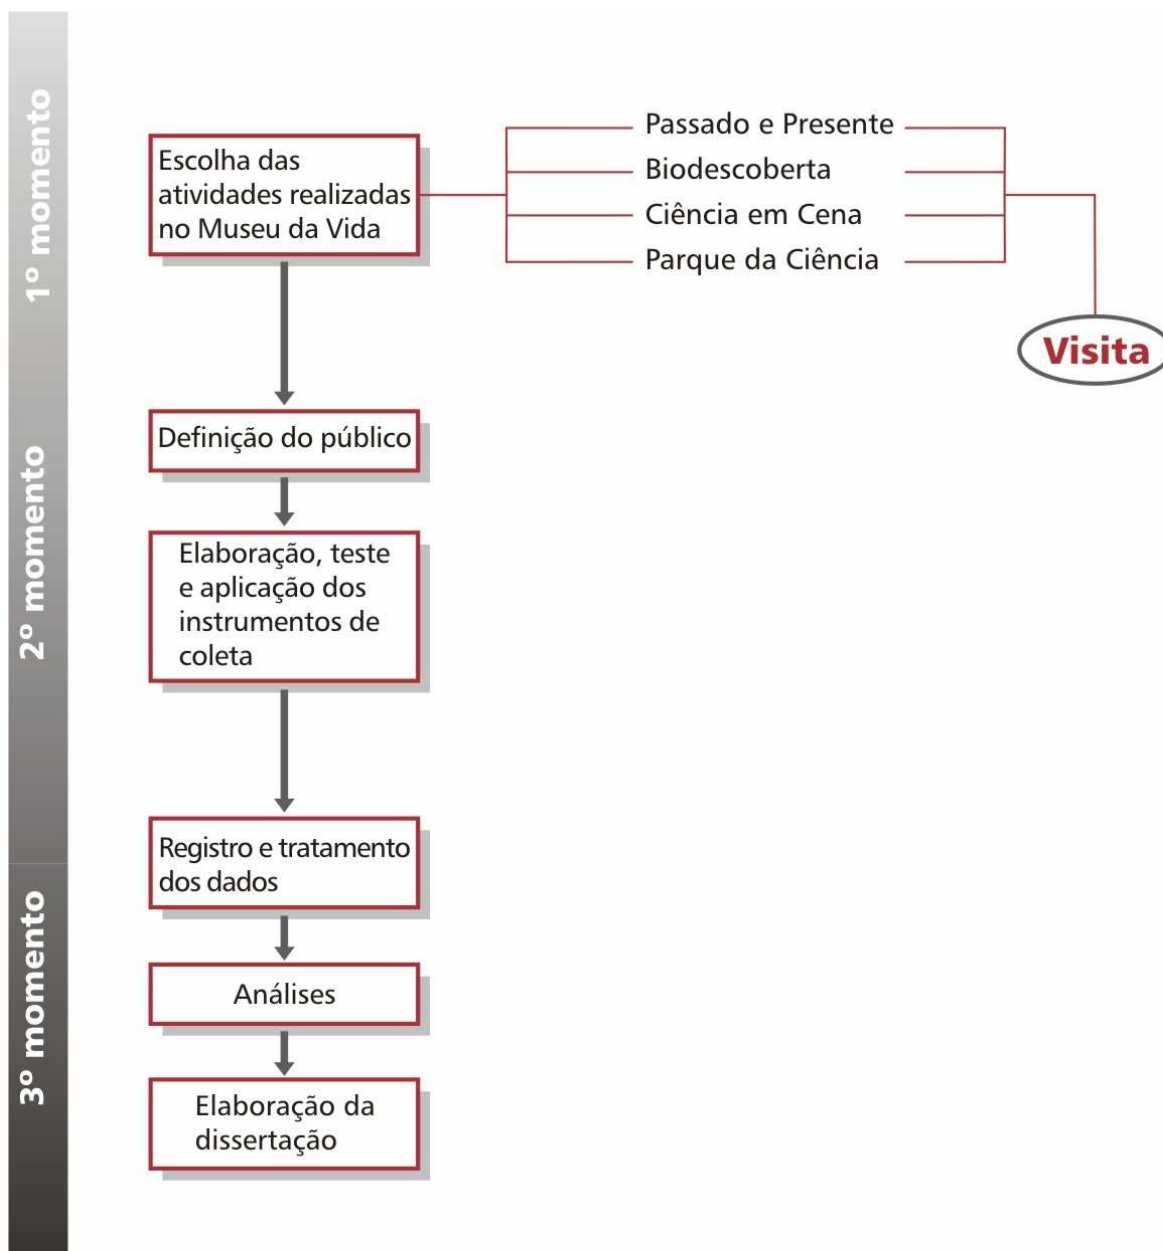 1º momento
Escolha das
atividades realizadas
no Museu da Vida
Passado e Presente
Biodescoberta
Ciência em Cena
Parque da Ciência
Visita
2º momento
Definição do público
Elaboração, teste
e aplicação dos
instrumentos de
coleta
3º momento
Registro e tratamento
dos dados
Análises
Elaboração da
dissertação